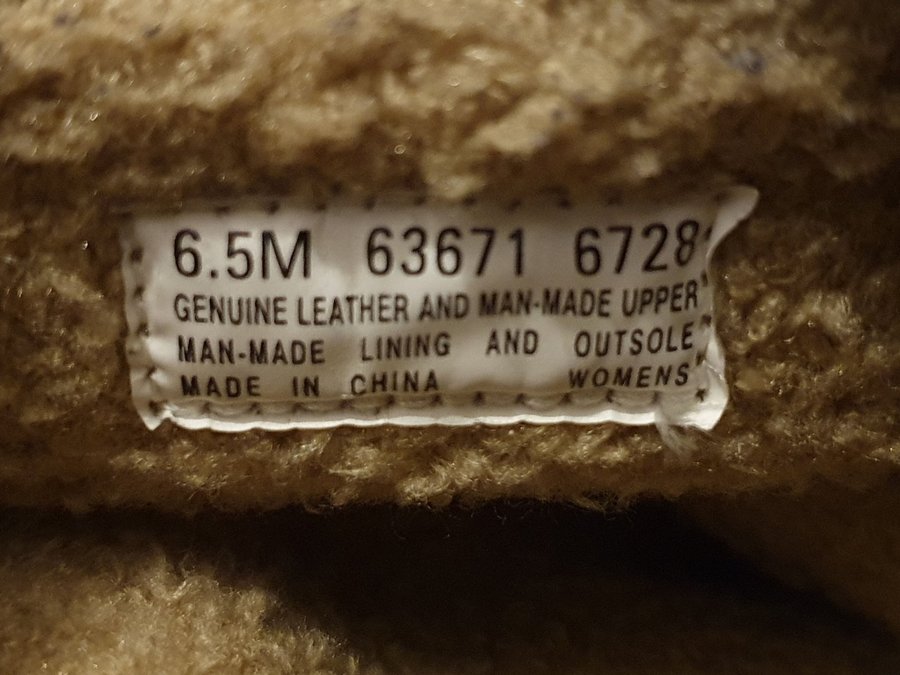 6.5M 63671 6728
GENUINE LEATHER AND MAN-MADE UPPER
MAN-MADE LINING AND OUTSOLE
MADE IN CHINA WOMENS